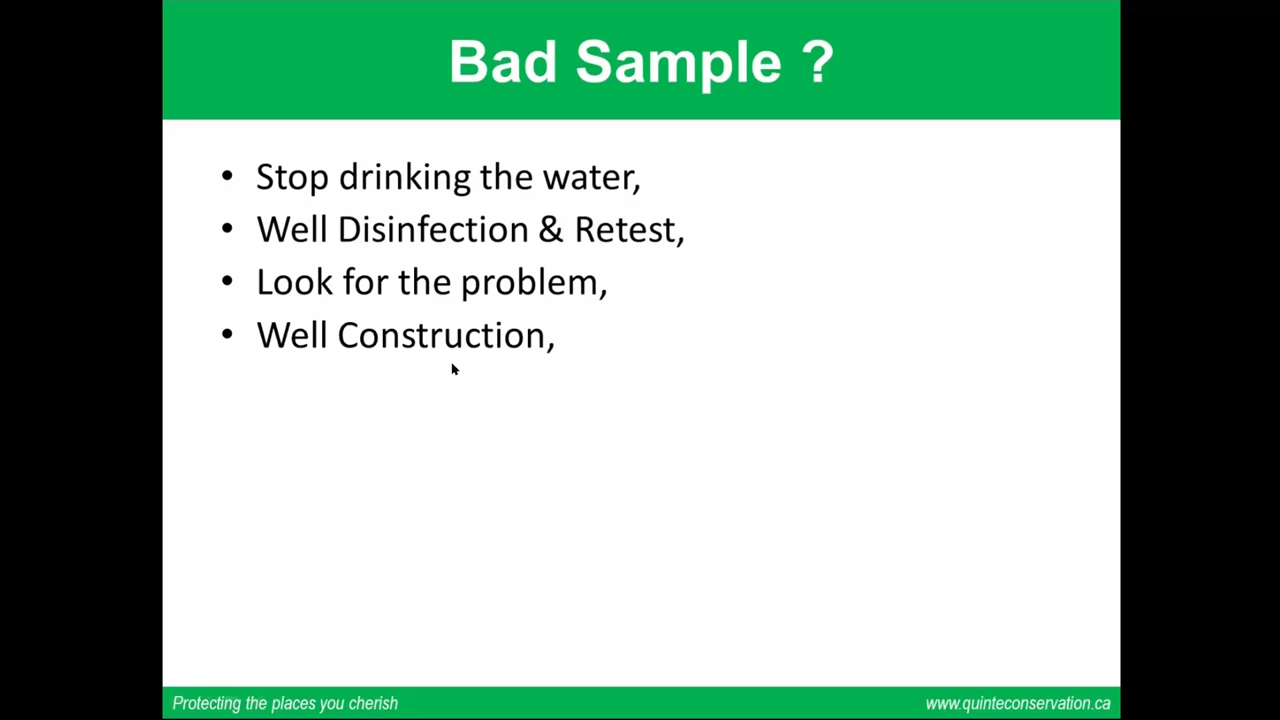 Bad Sample ?
• Stop drinking the water,
• Well Disinfection & Retest,
• Look for the problem,
• Well Construction,
Protecting the places you cherish
www.quinteconservation.ca